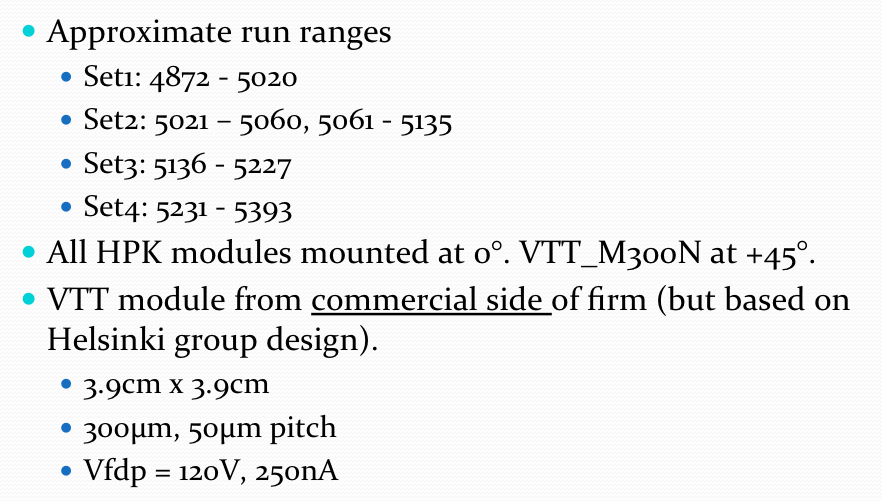 Approximate run ranges
Set1: 4872 - 5020
Set2: 5021 – 5060, 5061 - 5135
Set3: 5136 - 5227
Set4: 5231 - 5393
All HPK modules mounted at 0°. VTT_M300N at +45°.
VTT module from commercial side of firm (but based on
Helsinki group design).
3.9cm x 3.9cm
300µm, 50µm pitch
Vfdp = 120V, 250nA